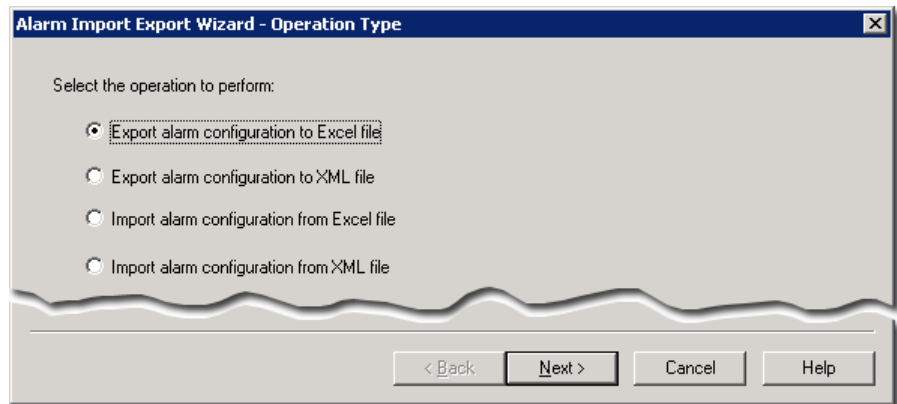 Alarm Import Export Wizard - Operation Type
Select the operation to perform:
Export alarm configuration to Excel file
Export alarm configuration to XML file
Import alarm configuration from Excel file
Import alarm configuration from XML file
< Back Next > Cancel Help